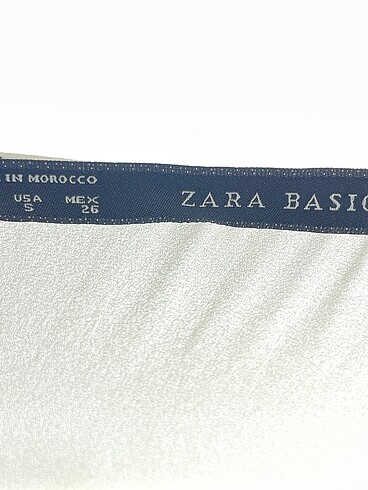 IN MOROCCO
USA MEX
S 26
ZARA BASIC